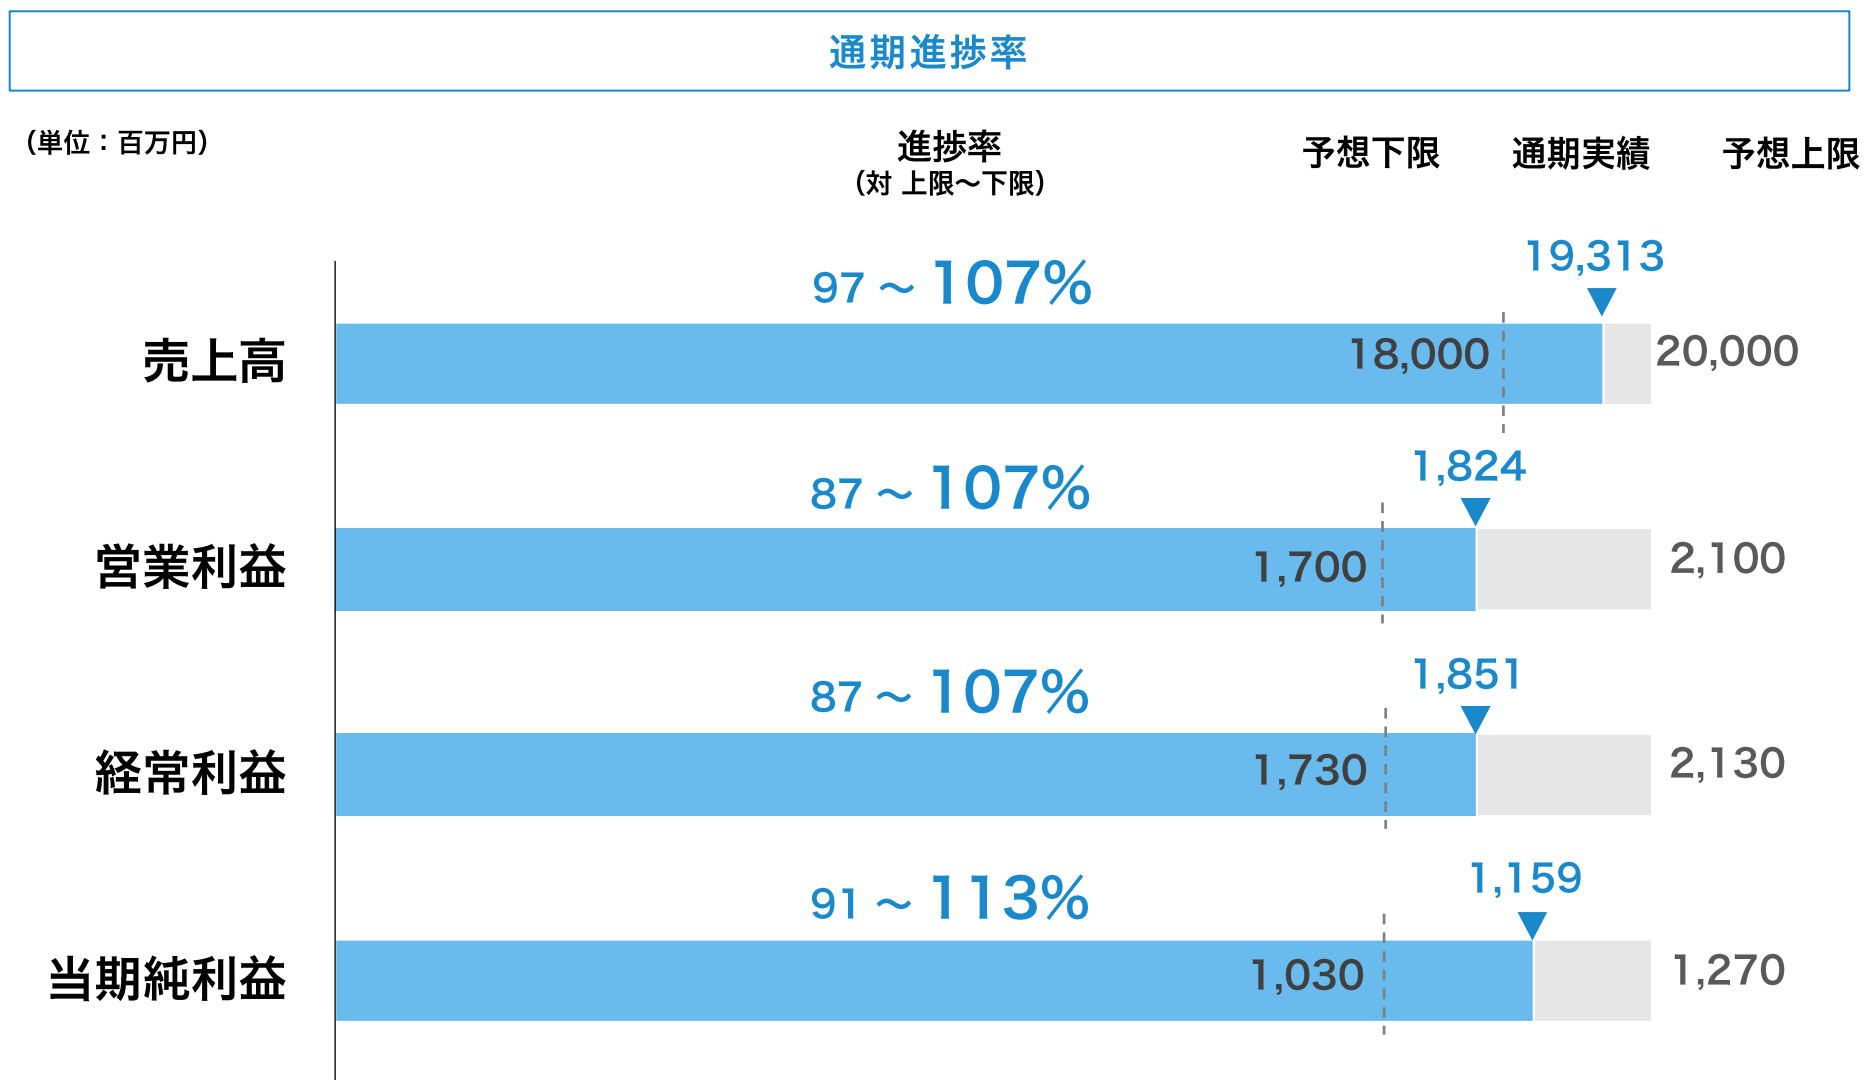 通期進捗率
（単位：百万円）
進捗率
（対 上限～下限）
予想下限
通期実績
予想上限
売上高
97 ～ 107%
18,000
19,313
20,000
営業利益
87 ～ 107%
1,700
1,824
2,100
経常利益
87 ～ 107%
1,730
1,851
2,130
当期純利益
91 ～ 113%
1,030
1,159
1,270